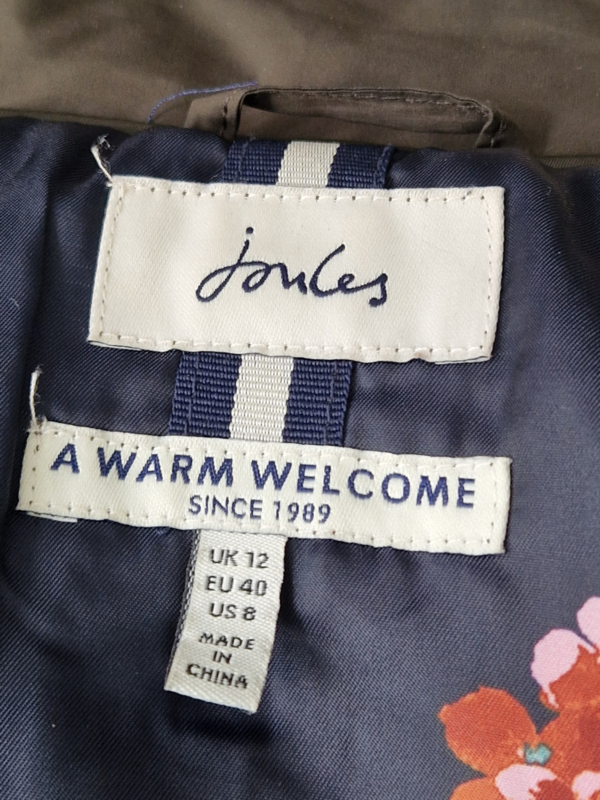 joules
A WARM WELCOME
SINCE 1989
UK 12
EU 40
US 8
MADE
IN
CHINA